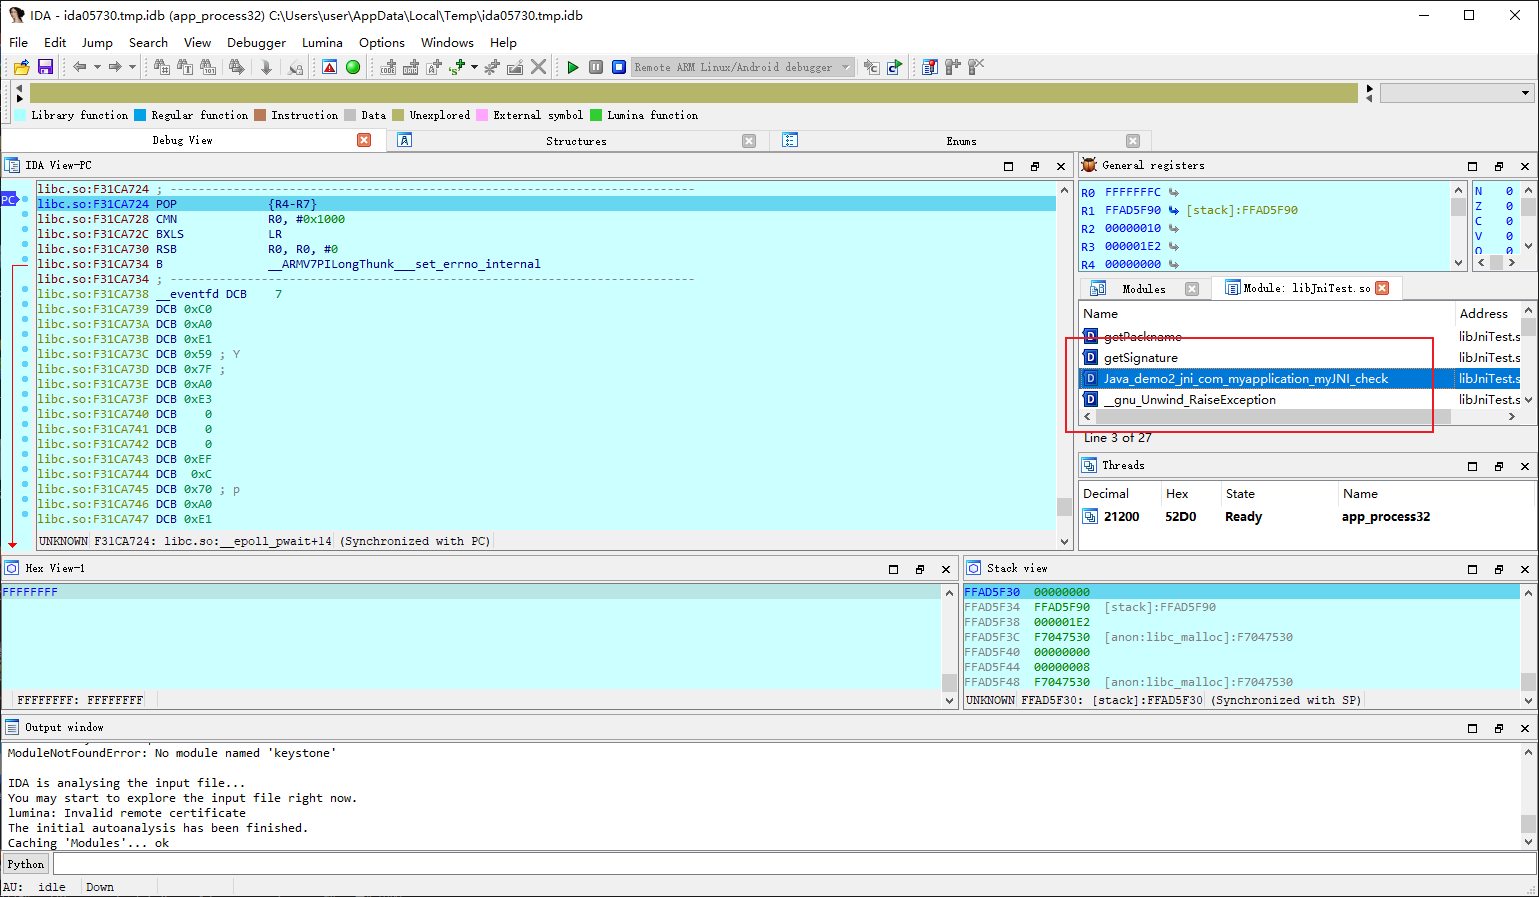 IDA - ida05730.tmp.idb (app_process32) C:\Users\user\AppData\Local\Temp\ida05730.tmp.idb
File Edit Jump Search View Debugger Lumina Options Windows Help
Remote ARM Linux/Android debugger
Library function Regular function Instruction Data Unexplored External symbol Lumina function
Debug View Structures Enums
IDA View-PC
PC
libc.so:F31CA724 ; ---------------------------------------------------------------------------
libc.so:F31CA724 POP {R4-R7}
libc.so:F31CA728 CMN R0, #0x1000
libc.so:F31CA72C BXLS LR
libc.so:F31CA730 RSB R0, R0, #0
libc.so:F31CA734 B __ARMV7PILongThunk___set_errno_internal
libc.so:F31CA734 ; ---------------------------------------------------------------------------
libc.so:F31CA738 __eventfd DCB 7
libc.so:F31CA739 DCB 0xC0
libc.so:F31CA73A DCB 0xA0
libc.so:F31CA73B DCB 0xE1
libc.so:F31CA73C DCB 0x59 ; Y
libc.so:F31CA73D DCB 0x7F ;
libc.so:F31CA73E DCB 0xA0
libc.so:F31CA73F DCB 0xE3
libc.so:F31CA740 DCB 0
libc.so:F31CA741 DCB 0
libc.so:F31CA742 DCB 0
libc.so:F31CA743 DCB 0xEF
libc.so:F31CA744 DCB 0xC
libc.so:F31CA745 DCB 0x70 ; p
libc.so:F31CA746 DCB 0xA0
libc.so:F31CA747 DCB 0xE1
UNKNOWN F31CA724: libc.so:__epoll_pwait+14 (Synchronized with PC)
General registers
R0 FFFFFFFC
R1 FFAD5F90 [stack]:FFAD5F90
R2 00000010
R3 000001E2
R4 00000000
N 0
Z 0
C 0
V 0
Q 0
Modules Module: libJniTest.so
Name Address
getPackname libJniTest.s
getSignature libJniTest.s
Java_demo2_jni_com_myapplication_myJNI_check libJniTest.s
__gnu_Unwind_RaiseException libJniTest.s
Line 3 of 27
Threads
Decimal Hex State Name
21200 52D0 Ready app_process32
Hex View-1
FFFFFFFF
FFFFFFFF: FFFFFFFF
Stack view
FFAD5F30 00000000
FFAD5F34 FFAD5F90 [stack]:FFAD5F90
FFAD5F38 000001E2
FFAD5F3C F7047530 [anon:libc_malloc]:F7047530
FFAD5F40 00000000
FFAD5F44 00000008
FFAD5F48 F7047530 [anon:libc_malloc]:F7047530
UNKNOWN FFAD5F30: [stack]:FFAD5F30 (Synchronized with SP)
Output window
ModuleNotFoundError: No module named 'keystone'
IDA is analysing the input file...
You may start to explore the input file right now.
lumina: Invalid remote certificate
The initial autoanalysis has been finished.
Caching 'Modules'... ok
Python
AU: idle Down